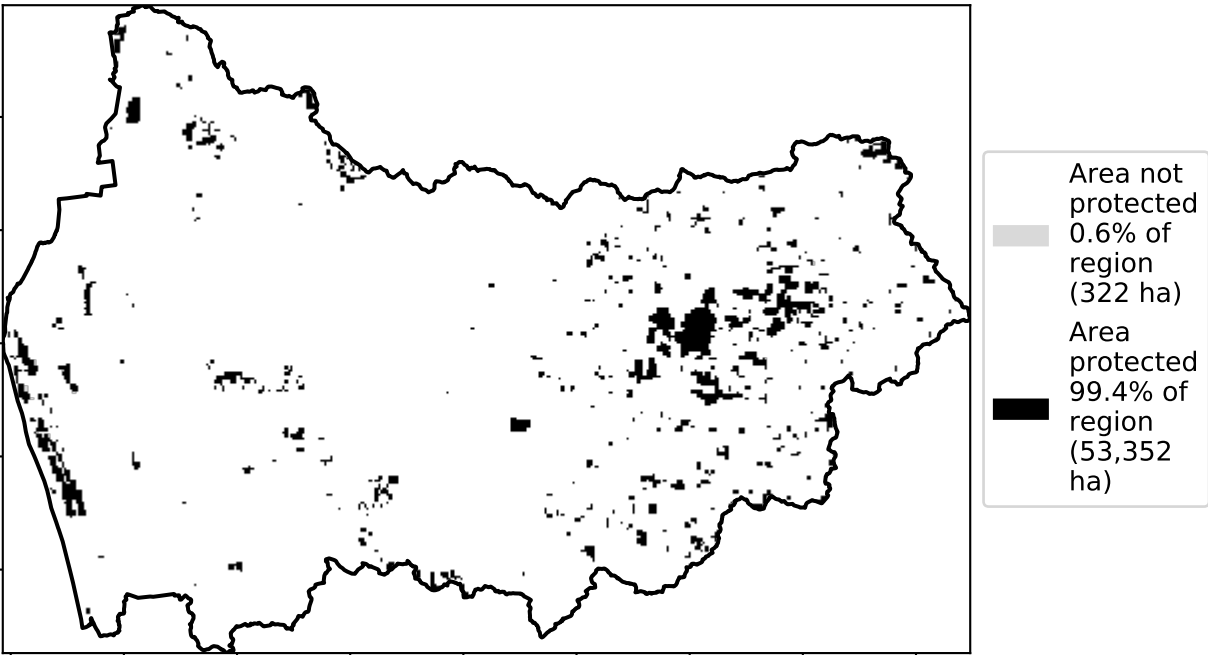 Area not
protected
0.6% of
region
(322 ha)
Area
protected
99.4% of
region
(53,352
ha)